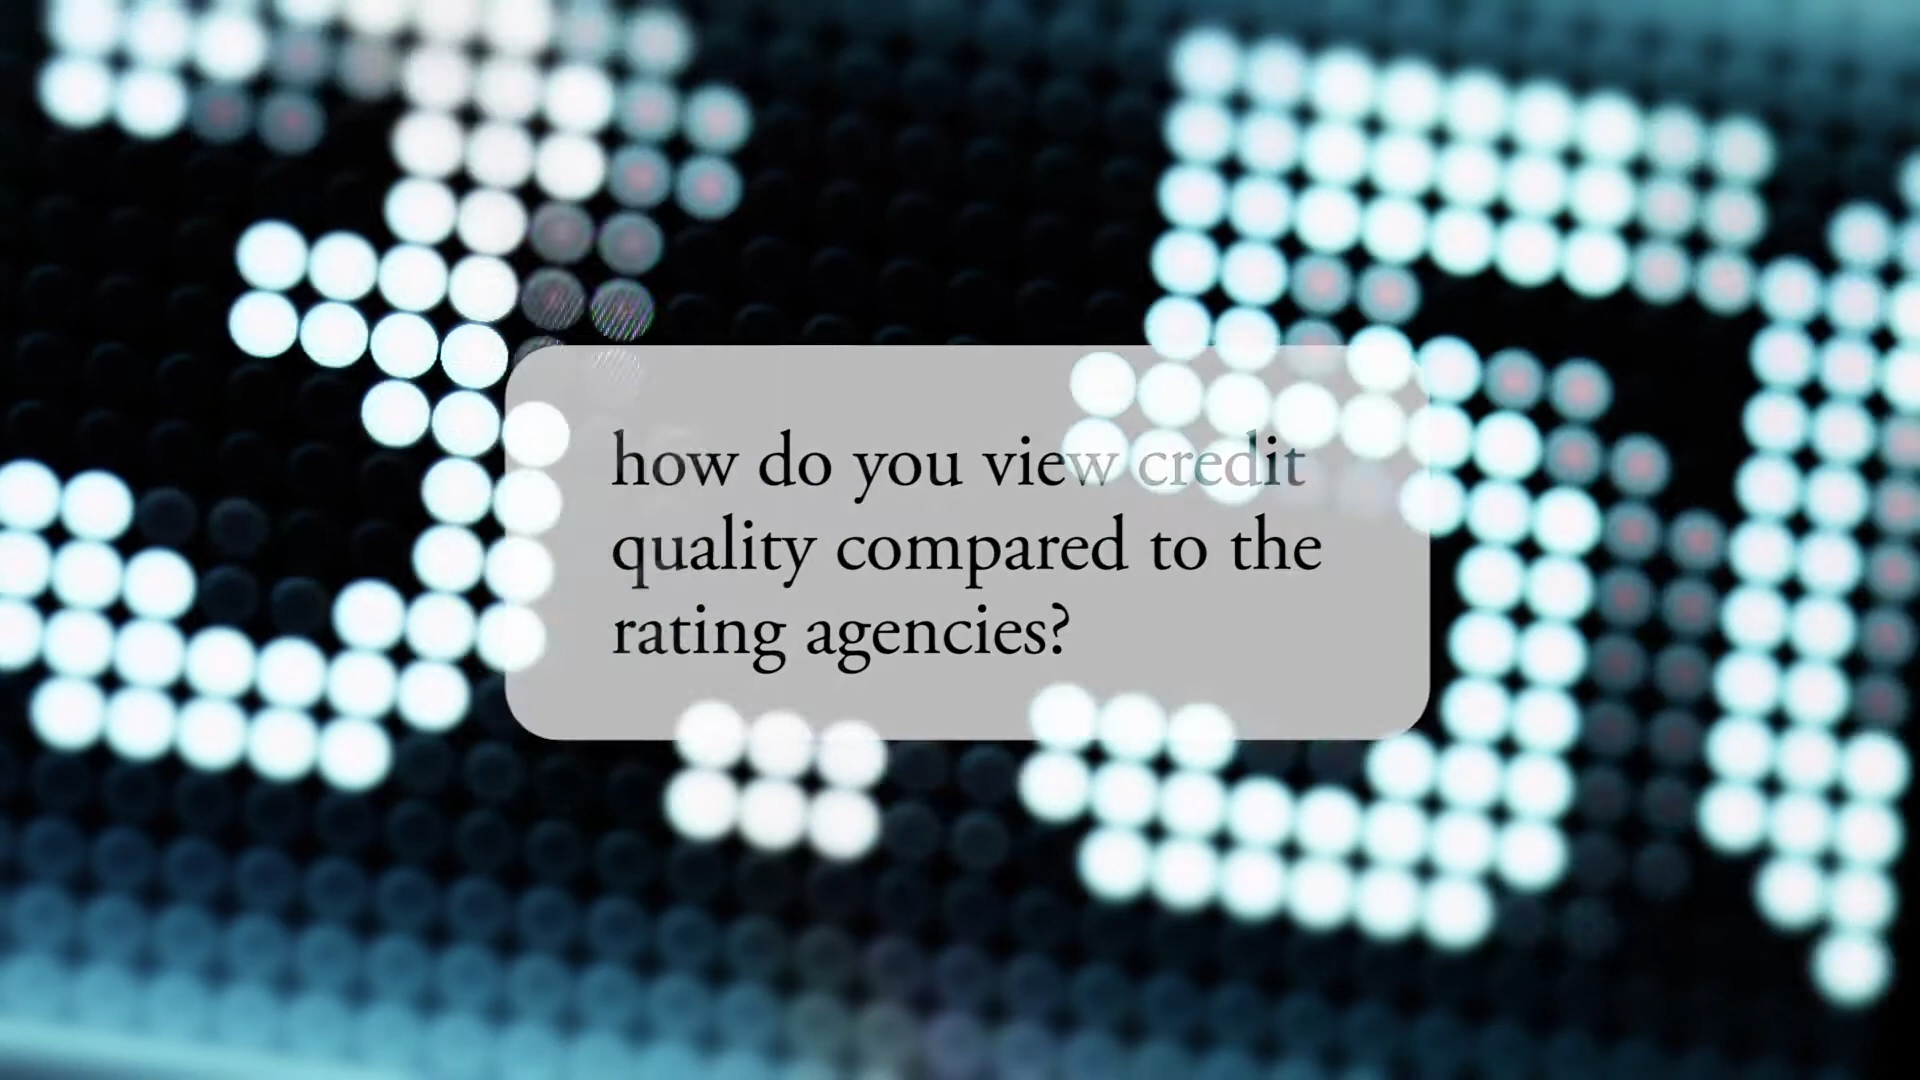 how do you view credit
quality compared to the
rating agencies?